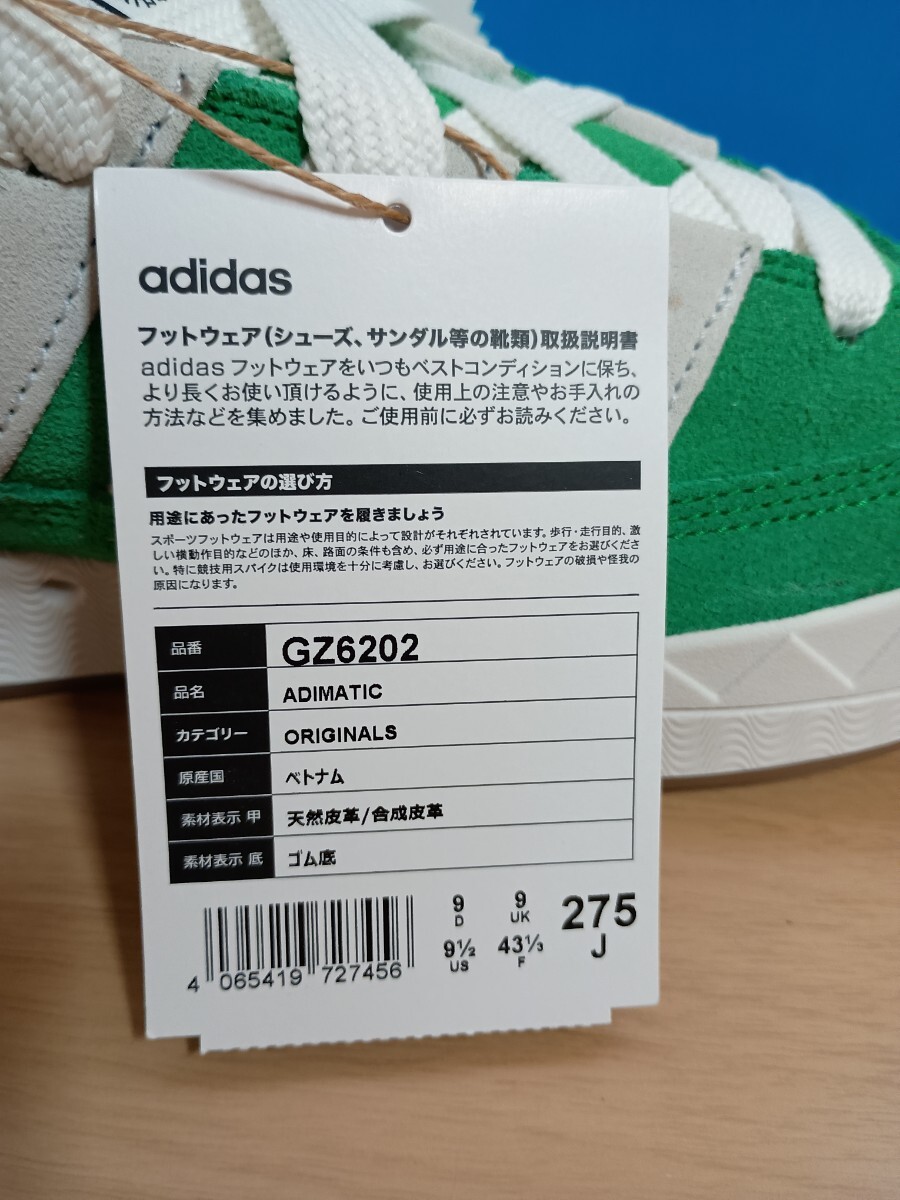 adidas
フットウェア(シューズ、サンダル等の靴類)取扱説明書
adidas フットウェアをいつもベストコンディションに保ち、
より長くお使い頂けるように、使用上の注意やお手入れの
方法などを集めました。ご使用前に必ずお読みください。
フットウェアの選び方
用途にあったフットウェアを履きましょう
スポーツフットウェアは用途や使用目的によって設計がそれぞれされています。歩行・走行目的、激
しい横動作目的などのほか、床、路面の条件も含め、必ず用途に合ったフットウェアをお選びくださ
い。特に競技用スパイクは使用環境を十分に考慮し、お選びください。フットウェアの破損や怪我の
原因になります。
品番 GZ6202
品名 ADIMATIC
カテゴリー ORIGINALS
原産国 ベトナム
素材表示 甲 天然皮革/合成皮革
素材表示 底 ゴム底
9 9 275
D UK J
9½ 43⅓
US F
4 065419 727456